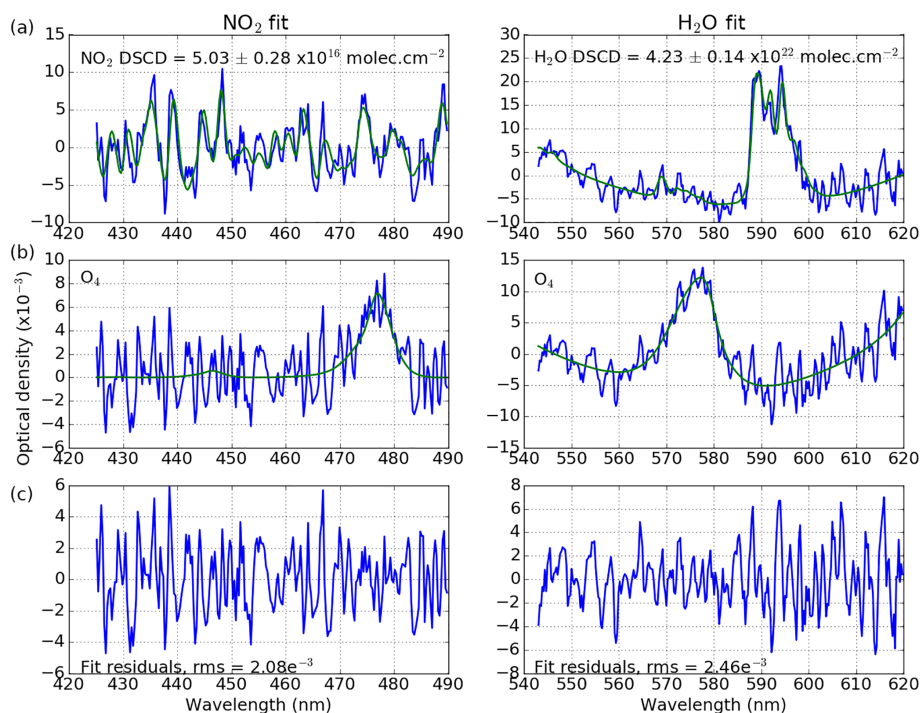 NO₂ fit
H₂O fit
(a)
NO₂ DSCD = 5.03 ± 0.28 x10¹⁶ molec.cm⁻²
15
10
5
0
−5
−10
420 430 440 450 460 470 480 490
H₂O DSCD = 4.23 ± 0.14 x10²² molec.cm⁻²
30
25
20
15
10
5
0
−5
−10
540 550 560 570 580 590 600 610 620
(b)
Optical density (x10⁻³)
O₄
10
8
6
4
2
0
−2
−4
−6
420 430 440 450 460 470 480 490
O₄
15
10
5
0
−5
−10
−15
540 550 560 570 580 590 600 610 620
(c)
6
4
2
0
−2
−4
−6
Fit residuals, rms = 2.08e⁻³
420 430 440 450 460 470 480 490
Wavelength (nm)
8
6
4
2
0
−2
−4
−6
−8
Fit residuals, rms = 2.46e⁻³
540 550 560 570 580 590 600 610 620
Wavelength (nm)